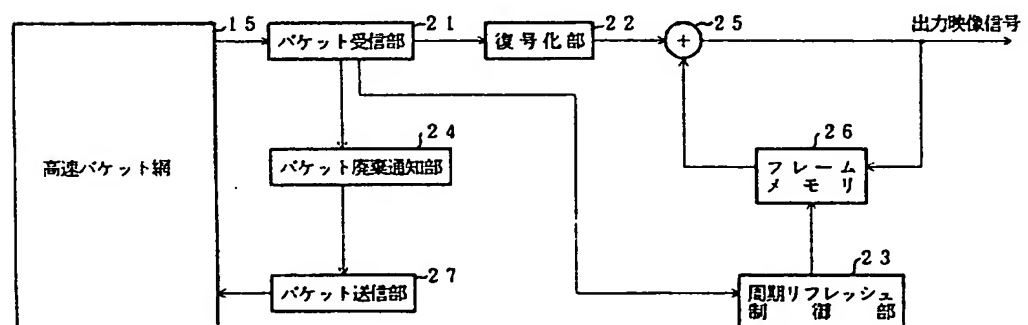 15
パケット受信部
21
復号化部
22
25
出力映像信号
高速パケット網
24
パケット廃棄通知部
26
フレーム
メモリ
27
パケット送信部
23
周期リフレッシュ
制御部